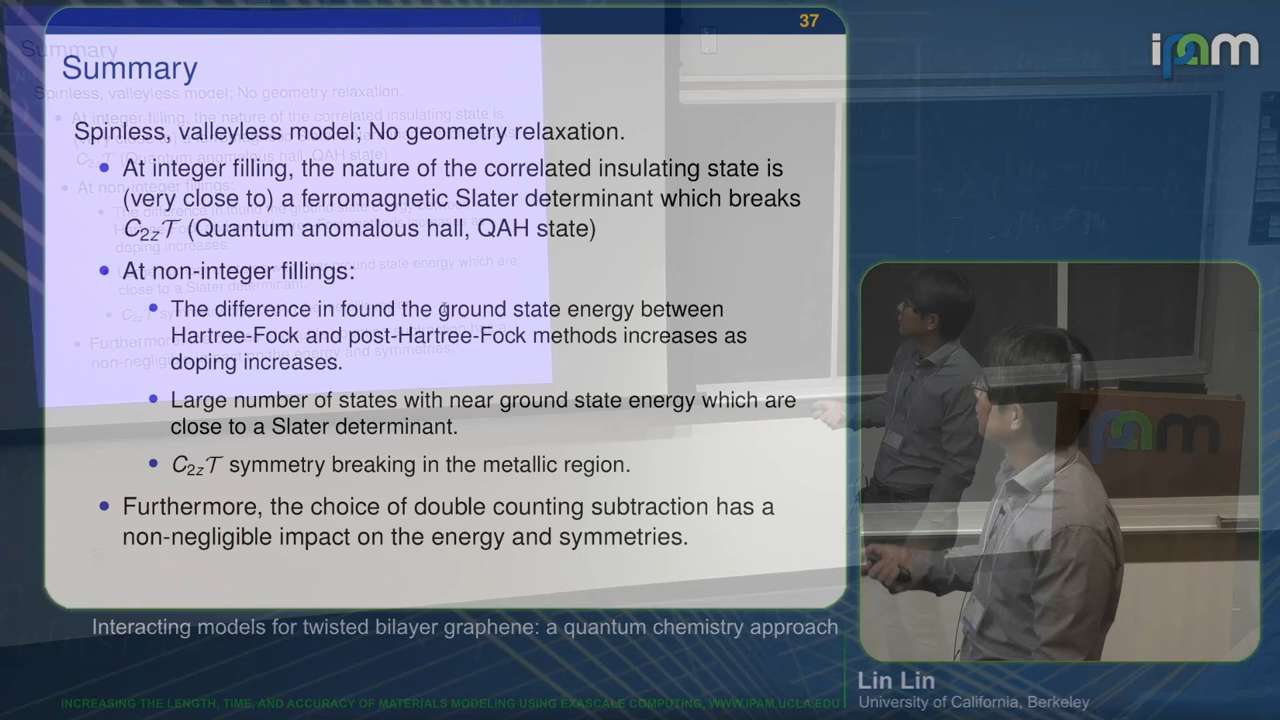 37
ipam
Summary
Spinless, valleyless model; No geometry relaxation.
At integer filling, the nature of the correlated insulating state is
(very close to) a ferromagnetic Slater determinant which breaks
C₂zT (Quantum anomalous hall, QAH state)
At non-integer fillings:
The difference in found the ground state energy between
Hartree-Fock and post-Hartree-Fock methods increases as
doping increases.
Large number of states with near ground state energy which are
close to a Slater determinant.
C₂zT symmetry breaking in the metallic region.
Furthermore, the choice of double counting subtraction has a
non-negligible impact on the energy and symmetries.
ipam
Interacting models for twisted bilayer graphene: a quantum chemistry approach
Lin Lin
University of California, Berkeley
INCREASING THE LENGTH, TIME, AND ACCURACY OF MATERIALS MODELING USING EXASCALE COMPUTING, WWW.IPAM.UCLA.EDU